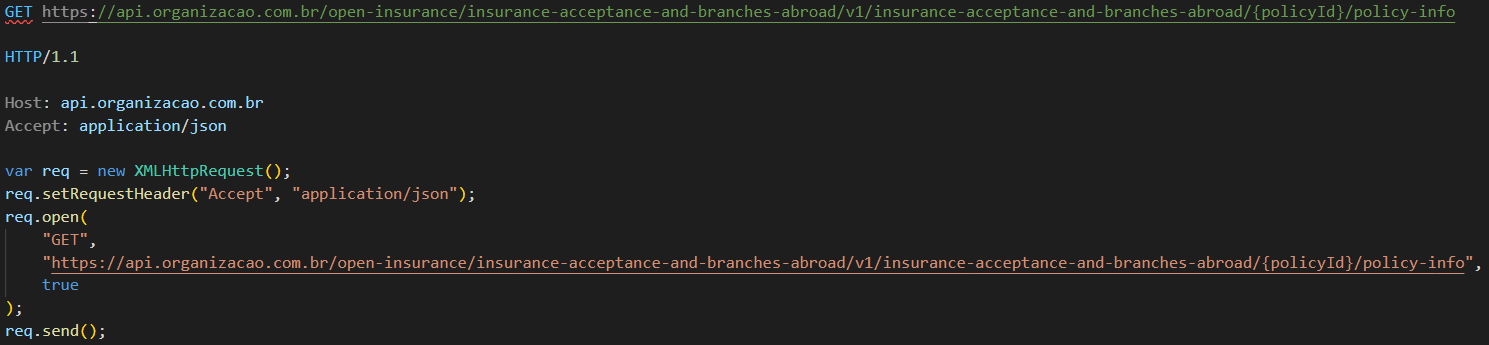 GET https://api.organizacao.com.br/open-insurance/insurance-acceptance-and-branches-abroad/v1/insurance-acceptance-and-branches-abroad/{policyId}/policy-info
HTTP/1.1
Host: api.organizacao.com.br
Accept: application/json
var req = new XMLHttpRequest();
req.setRequestHeader("Accept", "application/json");
req.open(
"GET",
"https://api.organizacao.com.br/open-insurance/insurance-acceptance-and-branches-abroad/v1/insurance-acceptance-and-branches-abroad/{policyId}/policy-info",
true
);
req.send();